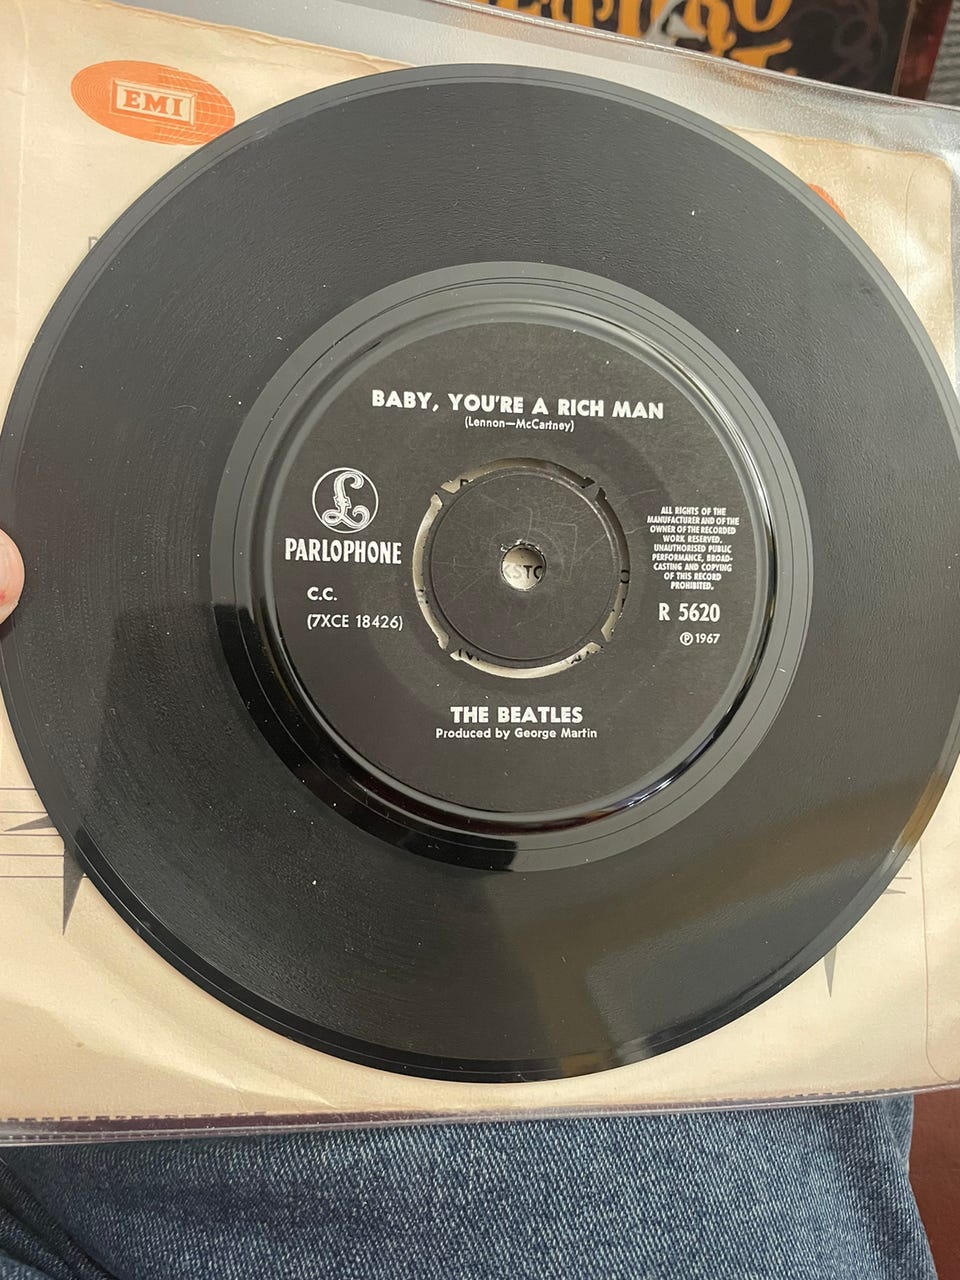 EMI
BABY, YOU'RE A RICH MAN
(Lennon—McCartney)
£
PARLOPHONE
C.C.
(7XCE 18426)
ALL RIGHTS OF THE
MANUFACTURER AND OF THE
OWNER OF THE RECORDED
WORK RESERVED.
UNAUTHORISED PUBLIC
PERFORMANCE, BROAD-
CASTING AND COPYING
OF THIS RECORD
PROHIBITED.
R 5620
Ⓟ 1967
THE BEATLES
Produced by George Martin